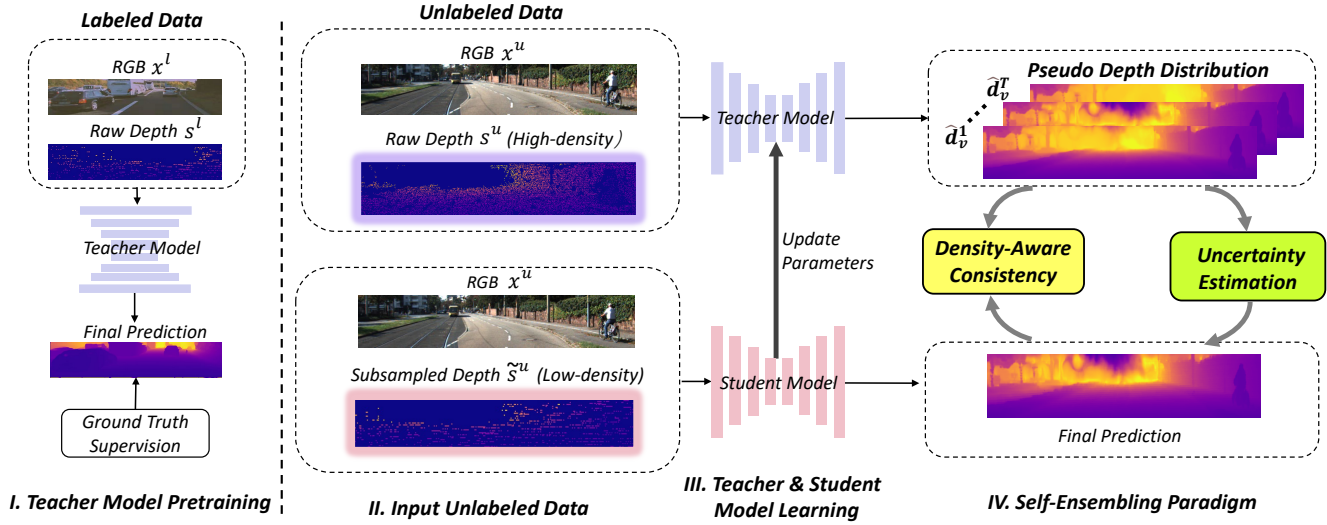 Labeled Data
RGB x^l
Raw Depth s^l
Teacher Model
Final Prediction
Ground Truth
Supervision
I. Teacher Model Pretraining
Unlabeled Data
RGB x^u
Raw Depth s^u (High-density)
RGB x^u
Subsampled Depth s̃^u (Low-density)
II. Input Unlabeled Data
Teacher Model
Update
Parameters
Student Model
III. Teacher & Student
Model Learning
Pseudo Depth Distribution
d̂_v^T
d̂_v^1
Density-Aware
Consistency
Uncertainty
Estimation
Final Prediction
IV. Self-Ensembling Paradigm